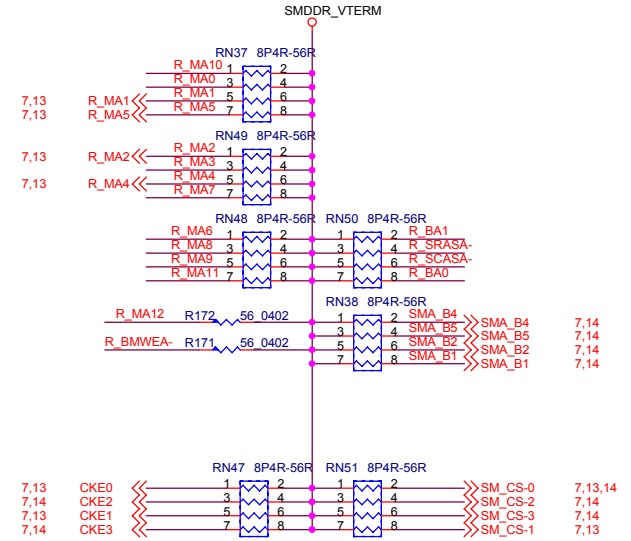 SMDDR_VTERM
RN37 8P4R-56R
R_MA10 1 2
R_MA0 3 4
7,13 R_MA1 R_MA1 5 6
7,13 R_MA5 R_MA5 7 8
RN49 8P4R-56R
7,13 R_MA2 R_MA2 1 2
R_MA3 3 4
7,13 R_MA4 R_MA4 5 6
R_MA7 7 8
RN48 8P4R-56R RN50 8P4R-56R
R_MA6 1 2 1 2 R_BA1
R_MA8 3 4 3 4 R_SRASA-
R_MA9 5 6 5 6 R_SCASA-
R_MA11 7 8 7 8 R_BA0
RN38 8P4R-56R
R_MA12 R172 56_0402 1 2 SMA_B4 SMA_B4 7,14
3 4 SMA_B5 SMA_B5 7,14
R_BMWEA- R171 56_0402 5 6 SMA_B2 SMA_B2 7,14
7 8 SMA_B1 SMA_B1 7,14
RN47 8P4R-56R RN51 8P4R-56R
7,13 CKE0 1 2 1 2 SM_CS-0 7,13,14
7,14 CKE2 3 4 3 4 SM_CS-2 7,14
7,13 CKE1 5 6 5 6 SM_CS-3 7,14
7,14 CKE3 7 8 7 8 SM_CS-1 7,13